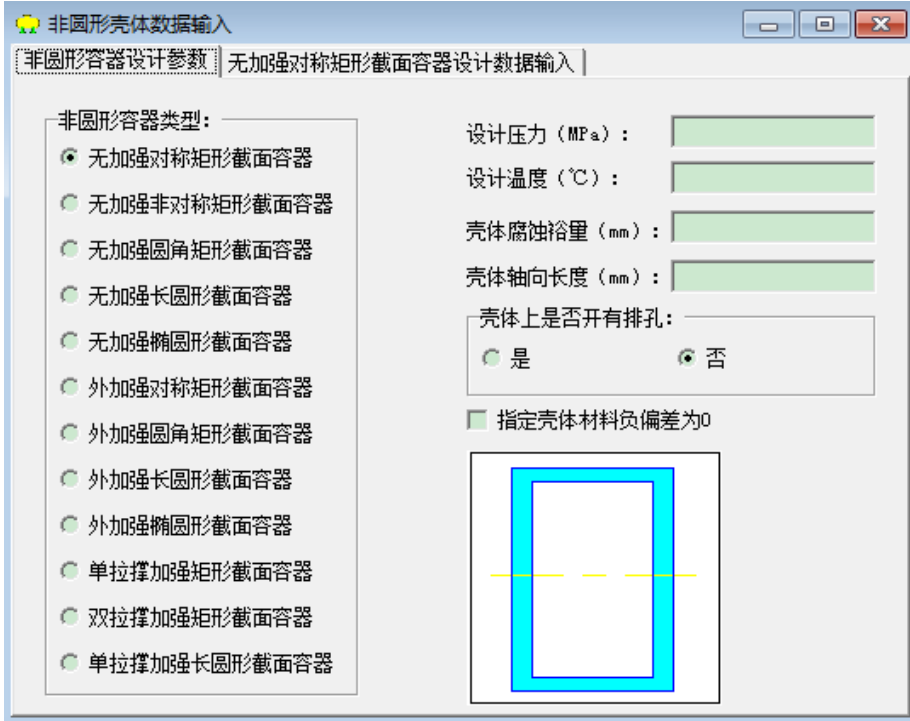 非圆形壳体数据输入
非圆形容器设计参数 无加强对称矩形截面容器设计数据输入
非圆形容器类型：
无加强对称矩形截面容器
无加强非对称矩形截面容器
无加强圆角矩形截面容器
无加强长圆形截面容器
无加强椭圆形截面容器
外加强对称矩形截面容器
外加强圆角矩形截面容器
外加强长圆形截面容器
外加强椭圆形截面容器
单拉撑加强矩形截面容器
双拉撑加强矩形截面容器
单拉撑加强长圆形截面容器
设计压力（MPa）：
设计温度（℃）：
壳体腐蚀裕量（mm）：
壳体轴向长度（mm）：
壳体上是否开有排孔：
是 否
指定壳体材料负偏差为0